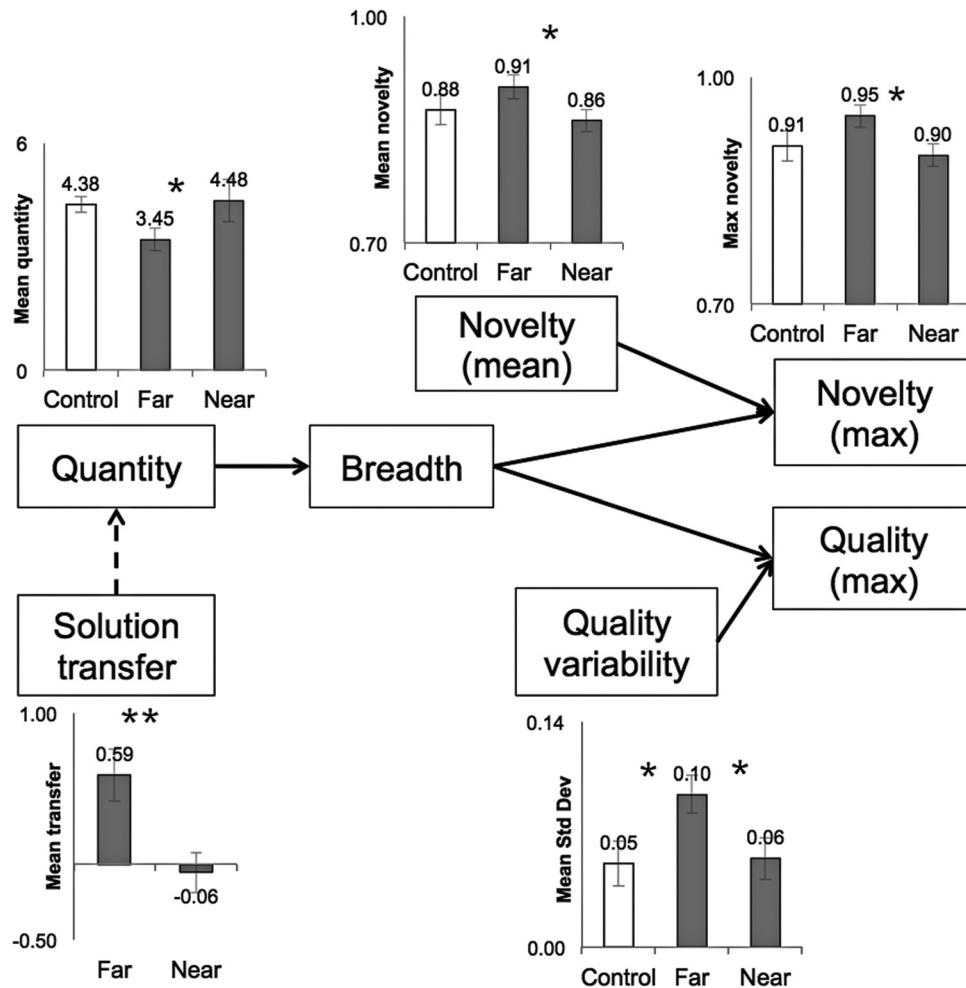 1.00
*
0.91
0.88
0.86
Mean novelty
0.70
Control Far Near
1.00
0.95
*
0.91
0.90
Max novelty
0.70
Control Far Near
6
4.38
*
4.48
3.45
Mean quantity
0
Control Far Near
Novelty
(mean)
Novelty
(max)
Quantity
Breadth
Quality
(max)
Solution
transfer
Quality
variability
1.00
**
0.59
Mean transfer
-0.06
-0.50
Far Near
0.14
* 0.10 *
0.05
0.06
Mean Std Dev
0.00
Control Far Near